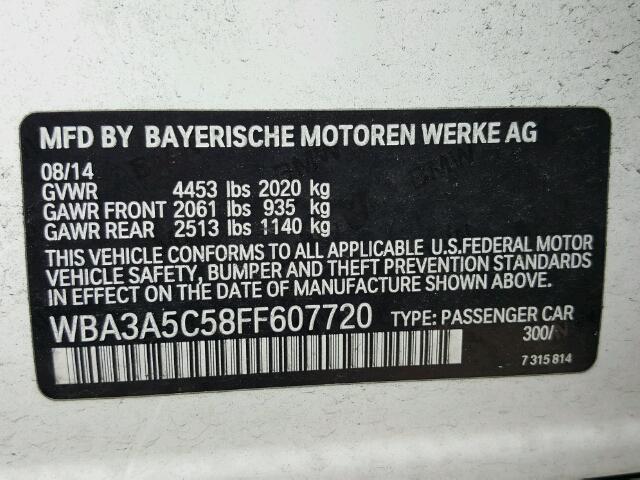 MFD BY BAYERISCHE MOTOREN WERKE AG
08/14
GVWR 4453 lbs 2020 kg
GAWR FRONT 2061 lbs 935 kg
GAWR REAR 2513 lbs 1140 kg
THIS VEHICLE CONFORMS TO ALL APPLICABLE U.S.FEDERAL MOTOR
VEHICLE SAFETY, BUMPER AND THEFT PREVENTION STANDARDS
IN EFFECT ON THE DATE OF MANUFACTURE SHOWN ABOVE.
WBA3A5C58FF607720 TYPE: PASSENGER CAR
300/
7 315 814